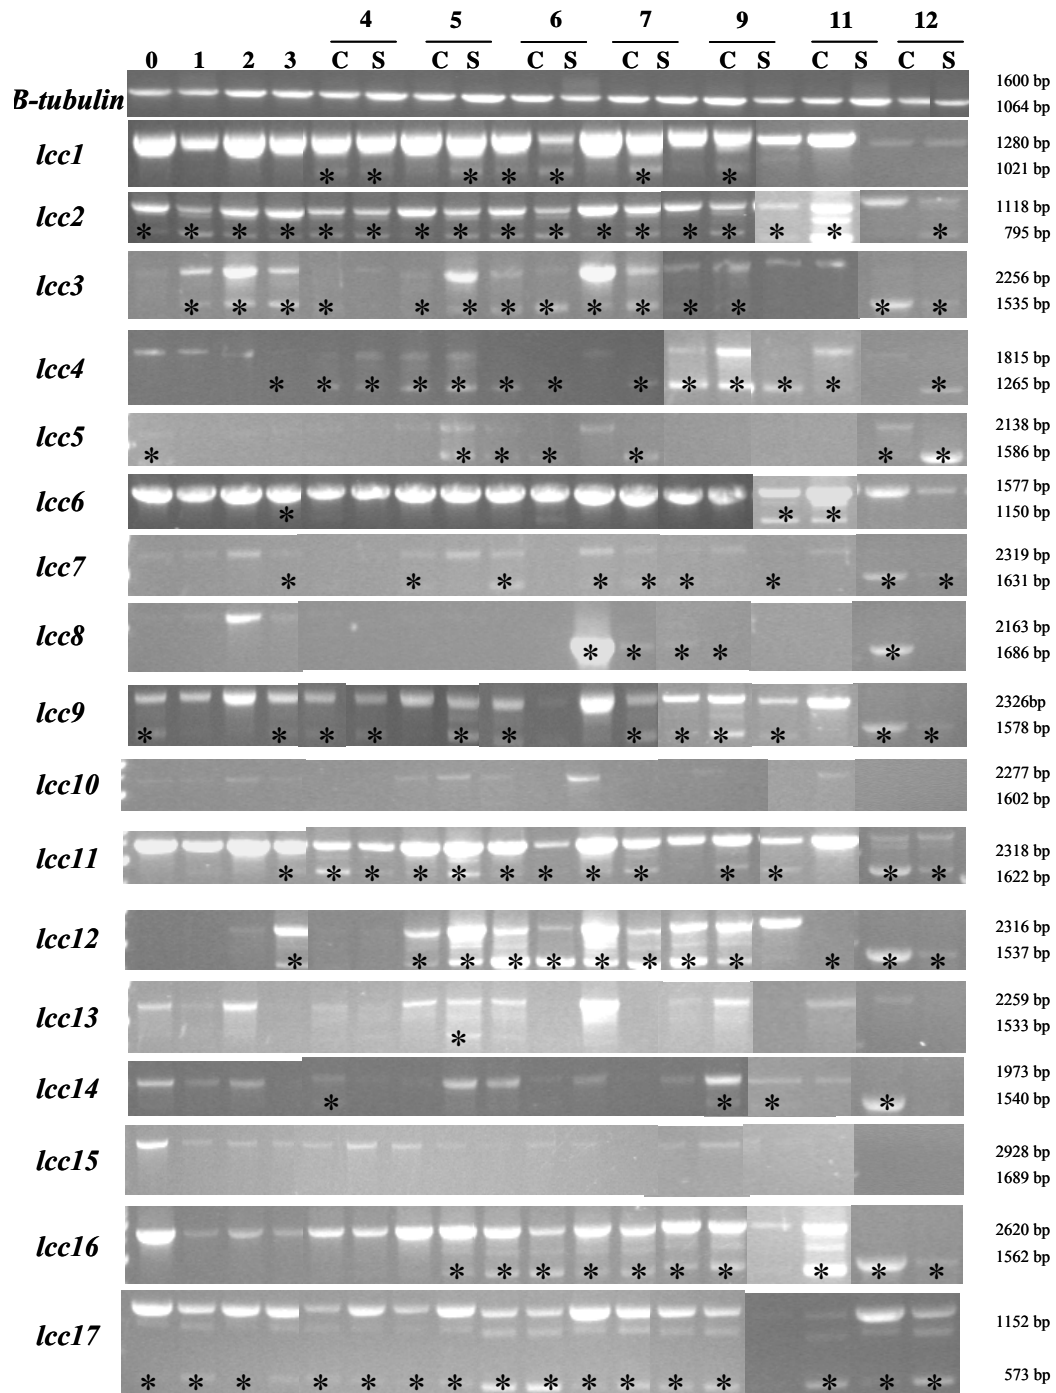 4 5 6 7 9 11 12
0 1 2 3 C S C S C S C S C S C S C S
B-tubulin 1600 bp
1064 bp
lcc1 1280 bp
* * * * * * * 1021 bp
lcc2 1118 bp
* * * * * * * * * * * * * * * * 795 bp
lcc3 2256 bp
* * * * * * * * * * * * * 1535 bp
lcc4 1815 bp
* * * * * * * * * * * * * 1265 bp
lcc5 2138 bp
* * * * * * * 1586 bp
lcc6 1577 bp
* * * 1150 bp
lcc7 2319 bp
* * * * * * * * * 1631 bp
lcc8 2163 bp
* * * * * 1686 bp
lcc9 2326bp
* * * * * * * * * * * * 1578 bp
lcc10 2277 bp
1602 bp
lcc11 2318 bp
* * * * * * * * * * * * * 1622 bp
lcc12 2316 bp
* * * * * * * * * * * * 1537 bp
lcc13 2259 bp
* 1533 bp
lcc14 1973 bp
* * * * 1540 bp
lcc15 2928 bp
1689 bp
lcc16 2620 bp
* * * * * * * * * * 1562 bp
lcc17 1152 bp
* * * * * * * * * * * * * * * * 573 bp